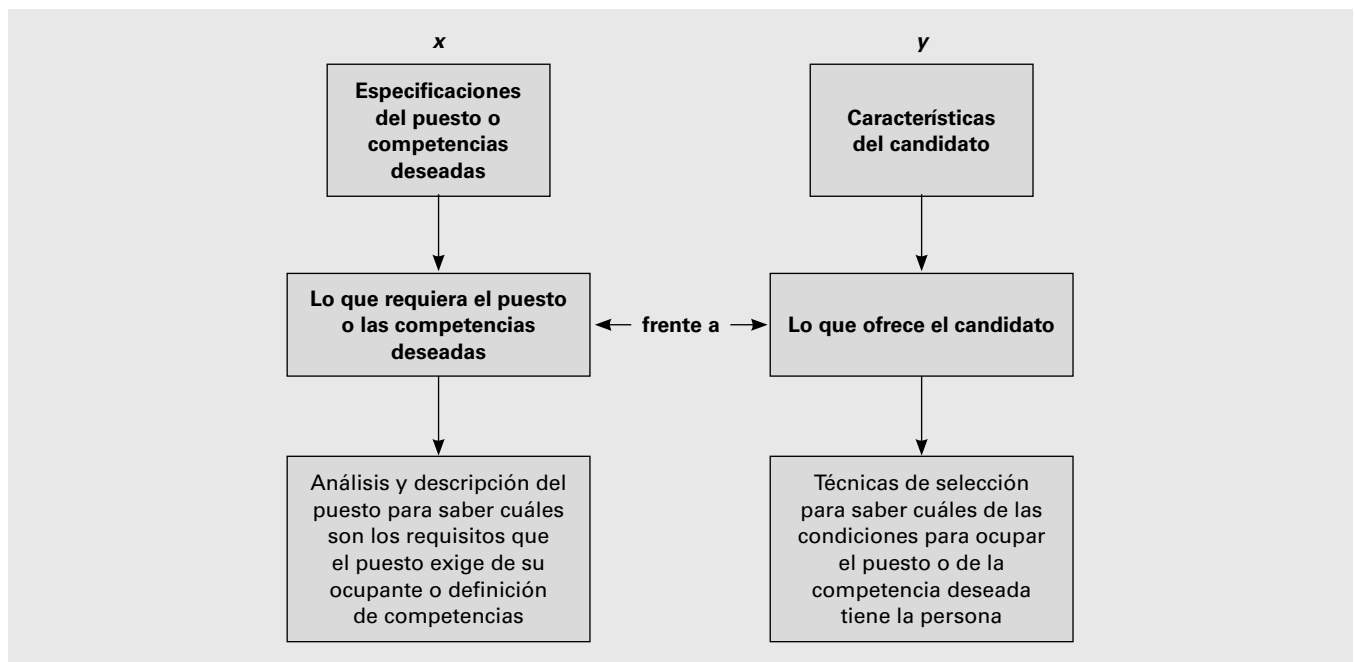 x
Especificaciones
del puesto o
competencias
deseadas
Lo que requiera el puesto
o las competencias
deseadas
Análisis y descripción del
puesto para saber cuáles
son los requisitos que
el puesto exige de su
ocupante o definición
de competencias
frente a
y
Características
del candidato
Lo que ofrece el candidato
Técnicas de selección
para saber cuáles de las
condiciones para ocupar
el puesto o de la
competencia deseada
tiene la persona